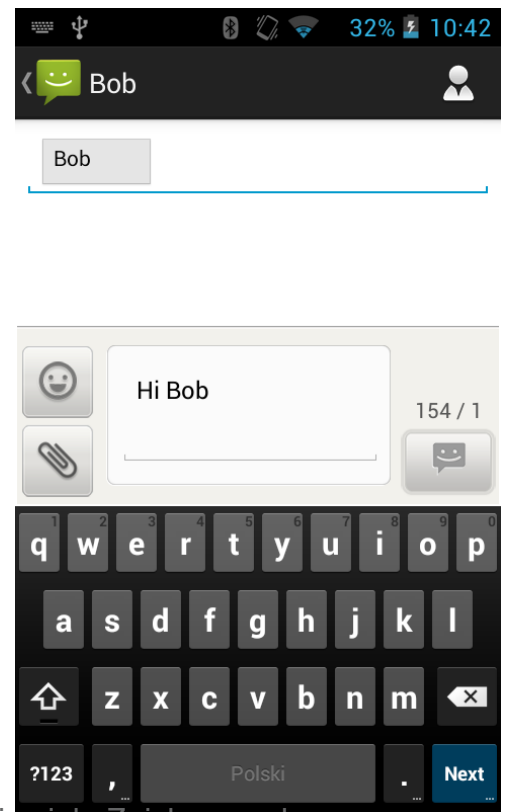 32% 10:42
Bob
Bob
Hi Bob
154 / 1
1 2 3 4 5 6 7 8 9 0
q w e r t y u i o p
a s d f g h j k l
z x c v b n m
?123 , Polski . Next